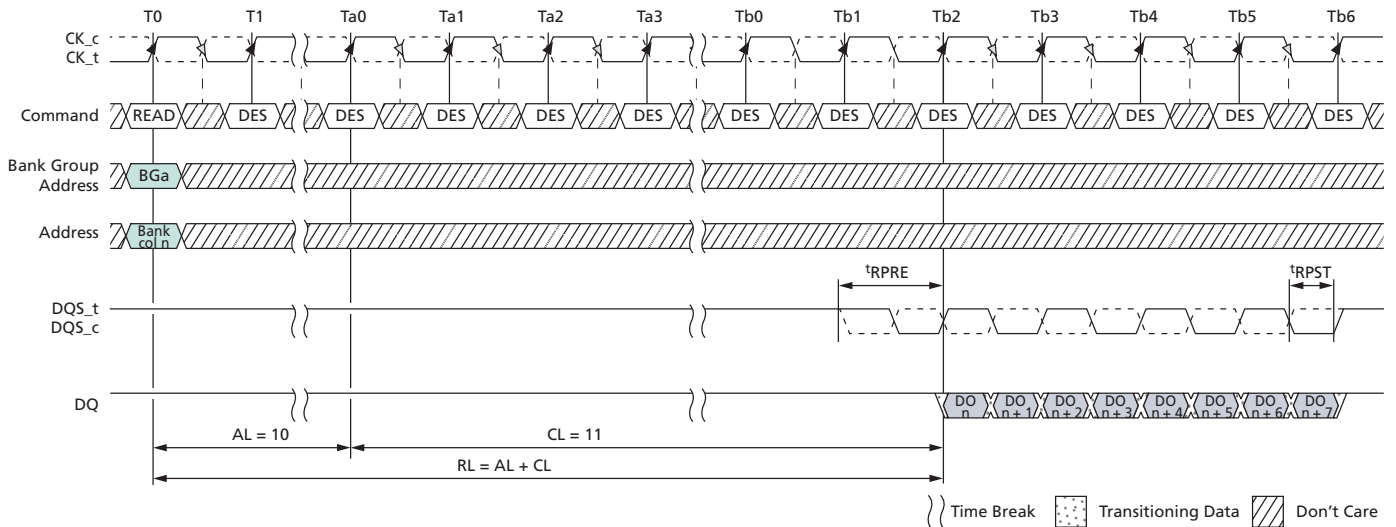 T0 T1 Ta0 Ta1 Ta2 Ta3 Tb0 Tb1 Tb2 Tb3 Tb4 Tb5 Tb6
CK_c
CK_t
Command READ DES DES DES DES DES DES DES DES DES DES DES DES
Bank Group
Address
BGa
Address
Bank
col n
tRPRE tRPST
DQS_t
DQS_c
DQ
DO n DO n + 1 DO n + 2 DO n + 3 DO n + 4 DO n + 5 DO n + 6 DO n + 7
AL = 10 CL = 11
RL = AL + CL
Time Break Transitioning Data Don't Care